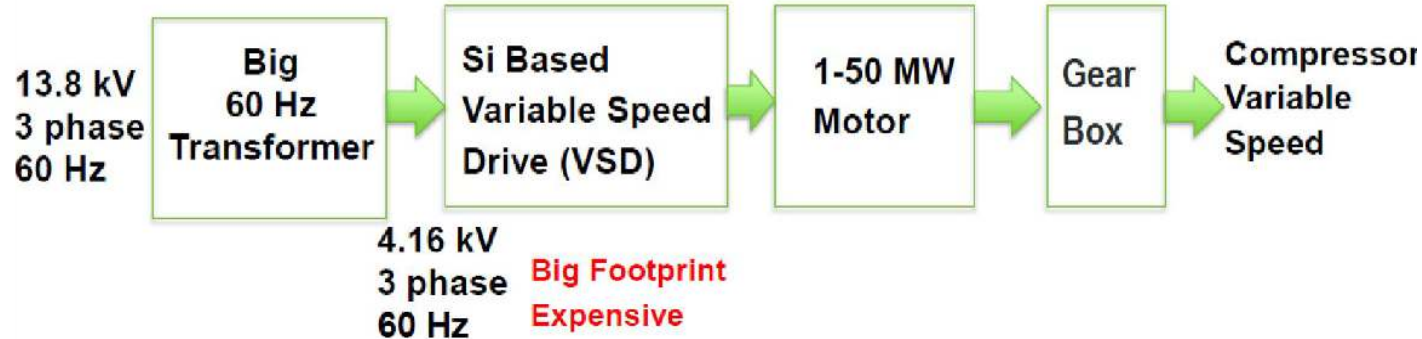 13.8 kV
3 phase
60 Hz
Big
60 Hz
Transformer
Si Based
Variable Speed
Drive (VSD)
1-50 MW
Motor
Gear
Box
Compressor
Variable
Speed
4.16 kV
3 phase
60 Hz
Big Footprint
Expensive